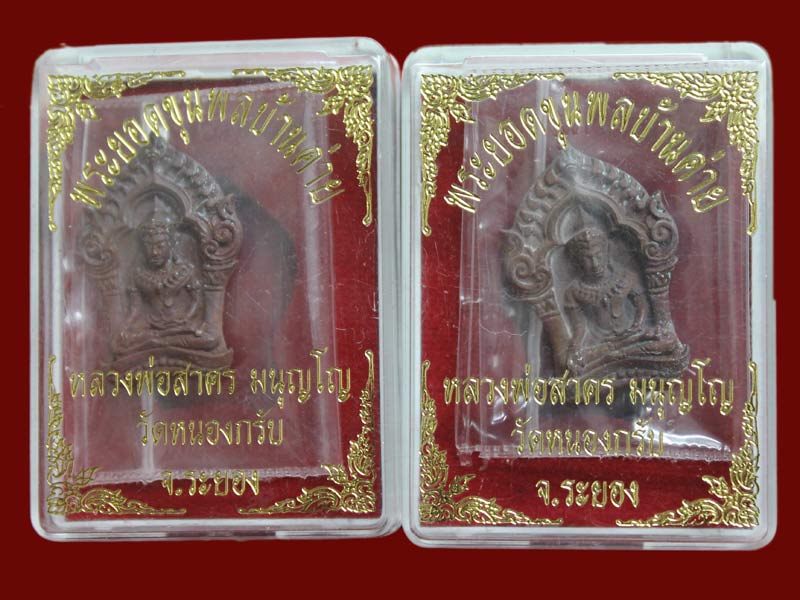 พระยอดขุนพลบ้านค่าย
หลวงพ่อสาคร มนุญโญ
วัดหนองกรับ
จ.ระยอง
พระยอดขุนพลบ้านค่าย
หลวงพ่อสาคร มนุญโญ
วัดหนองกรับ
จ.ระยอง